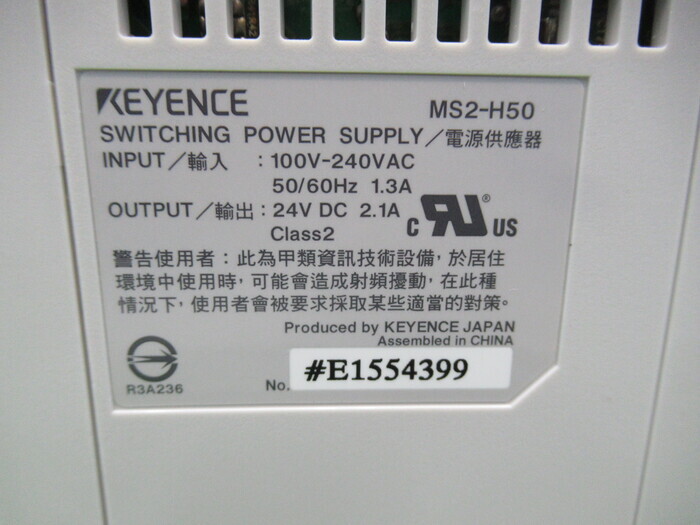 KEYENCE MS2-H50
SWITCHING POWER SUPPLY／電源供應器
INPUT／輸入 : 100V-240VAC
50/60Hz 1.3A
OUTPUT／輸出 : 24V DC 2.1A
Class2
C RU ® US
警告使用者：此為甲類資訊技術設備，於居住
環境中使用時，可能會造成射頻擾動，在此種
情況下，使用者會被要求採取某些適當的對策。
Produced by KEYENCE JAPAN
Assembled in CHINA
R3A236
No. #E1554399